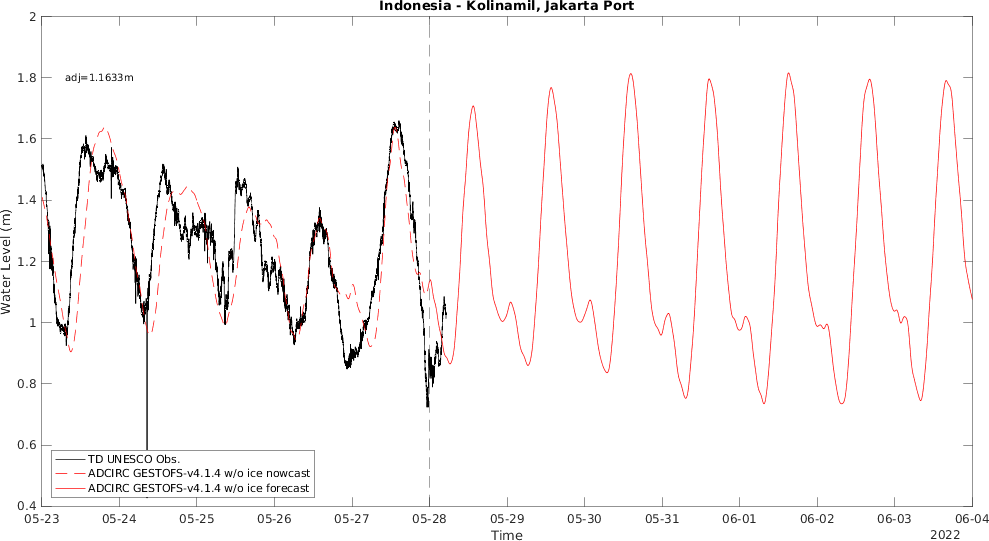 Indonesia - Kolinamil, Jakarta Port
adj=1.1633m
Water Level (m)
2
1.8
1.6
1.4
1.2
1
0.8
0.6
0.4
TD UNESCO Obs.
ADCIRC GESTOFS-v4.1.4 w/o ice nowcast
ADCIRC GESTOFS-v4.1.4 w/o ice forecast
05-23 05-24 05-25 05-26 05-27 05-28 05-29 05-30 05-31 06-01 06-02 06-03 06-04
Time
2022